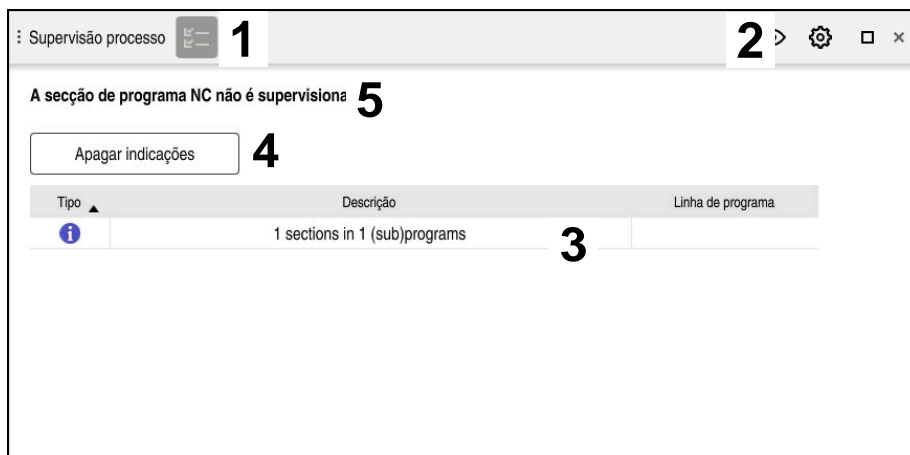 Supervisão processo 1 2
A secção de programa NC não é supervisiona 5
Apagar indicações 4
Tipo Descrição Linha de programa
1 sections in 1 (sub)programs 3